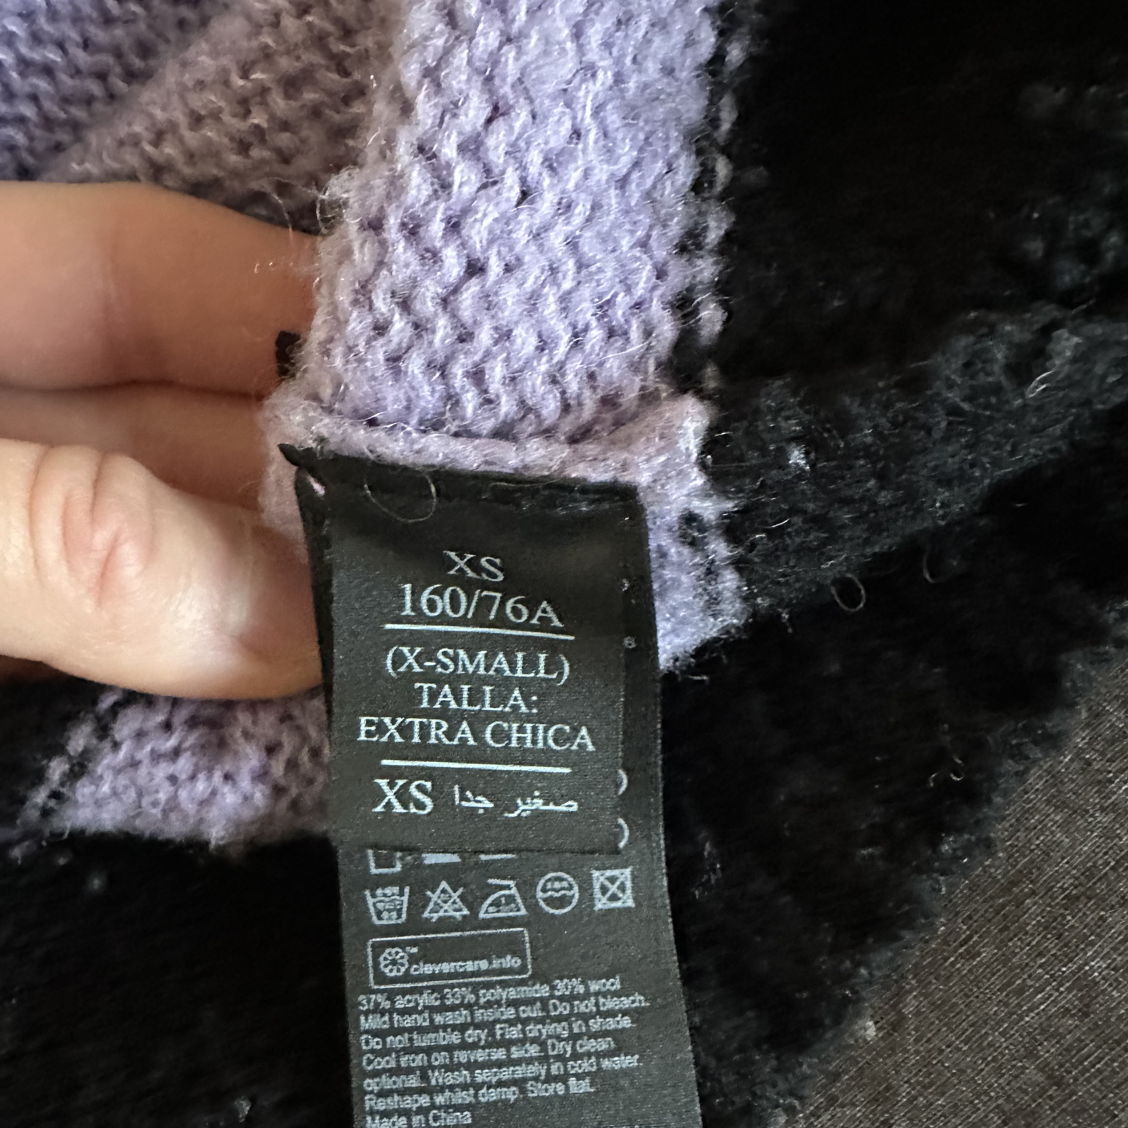 XS
160/76A
(X-SMALL)
TALLA:
EXTRA CHICA
XS صغير جدا
clevercare.info
37% acrylic 33% polyamide 30% wool
Mild hand wash inside out. Do not bleach.
Do not tumble dry. Flat drying in shade.
Cool iron on reverse side. Dry clean
optional. Wash separately in cold water.
Reshape whilst damp. Store flat.
Made in China